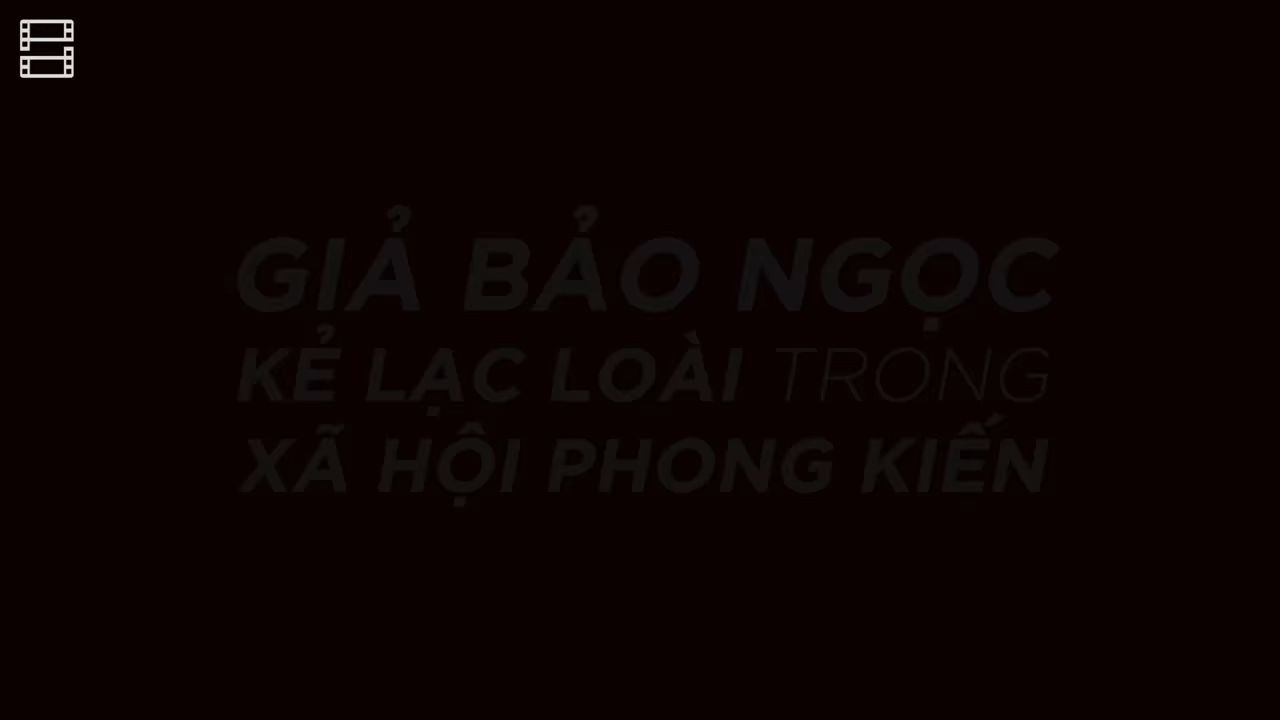 GIẢ BẢO NGỌC
KẺ LẠC LOÀI TRONG
XÃ HỘI PHONG KIẾN